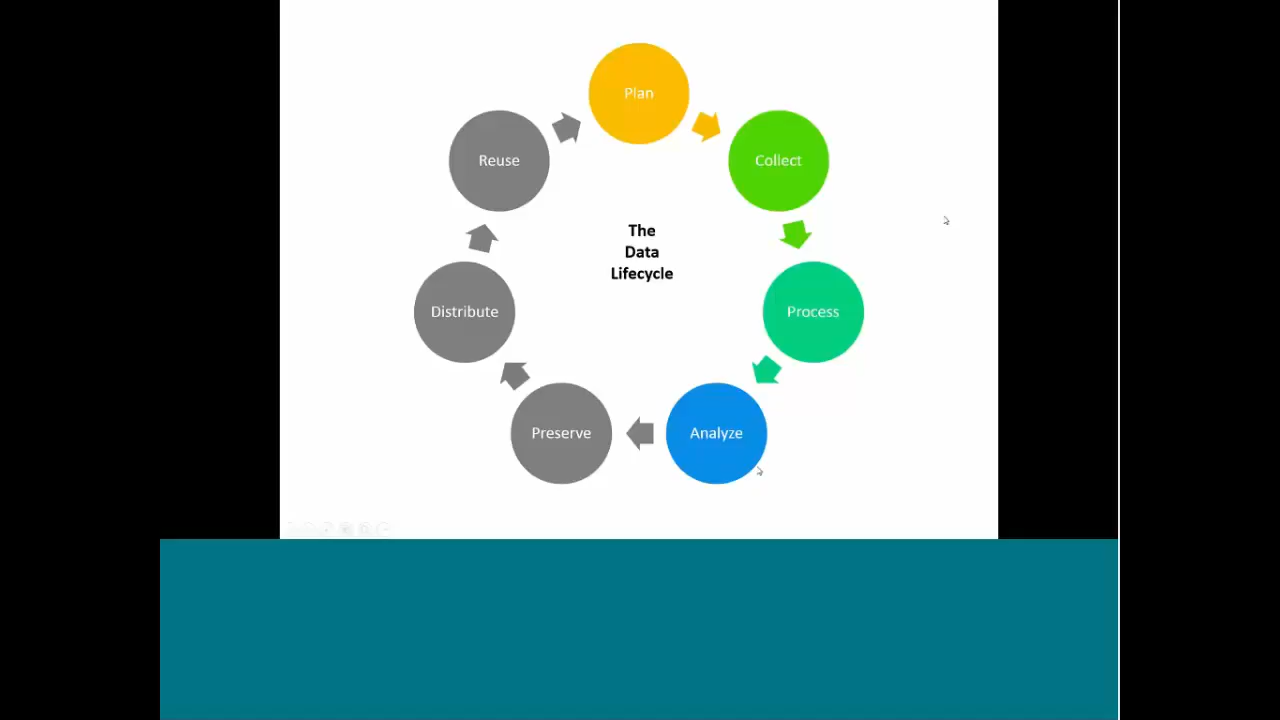 Plan
Collect
Process
Analyze
Preserve
Distribute
Reuse
The
Data
Lifecycle